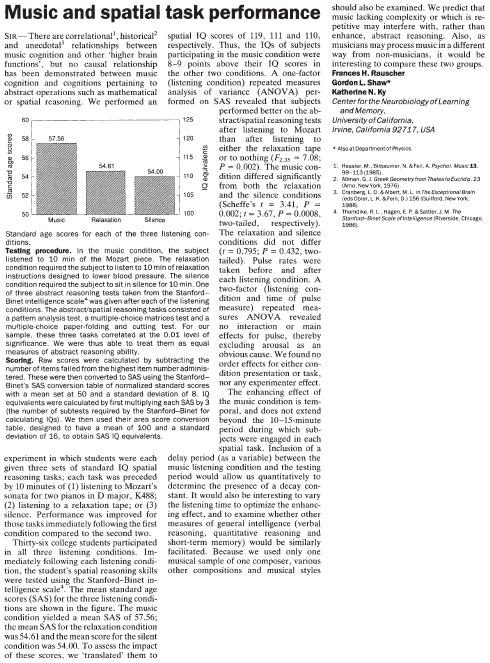 Music and spatial task performance
SIR — There are correlational¹, historical²
and anecdotal³ relationships between
music cognition and other ‘higher brain
functions’, but no causal relationship
has been demonstrated between music
cognition and cognitions pertaining to
abstract operations such as mathematical
or spatial reasoning. We performed an
60
58
56
54
52
50
Standard age scores
57.56
54.61
54.00
Music
Relaxation
Silence
125
120
115
110
105
100
IQ equivalents
Standard age scores for each of the three listening con-
ditions.
Testing procedure. In the music condition, the subject
listened to 10 min of the Mozart piece. The relaxation
condition required the subject to listen to 10 min of relaxation
instructions designed to lower blood pressure. The silence
condition required the subject to sit in silence for 10 min. One
of three abstract reasoning tests taken from the Stanford–
Binet intelligence scale⁴ was given after each of the listening
conditions. The abstract/spatial reasoning tasks consisted of
a pattern analysis test, a multiple-choice matrices test and a
multiple-choice paper-folding and cutting test. For our
sample, these three tasks correlated at the 0.01 level of
significance. We were thus able to treat them as equal
measures of abstract reasoning ability.
Scoring. Raw scores were calculated by subtracting the
number of items failed from the highest item number adminis-
tered. These were then converted to SAS using the Stanford–
Binet's SAS conversion table of normalized standard scores
with a mean set at 50 and a standard deviation of 8. IQ
equivalents were calculated by first multiplying each SAS by 3
(the number of subtests required by the Stanford–Binet for
calculating IQs). We then used their area score conversion
table, designed to have a mean of 100 and a standard
deviation of 16, to obtain SAS IQ equivalents.
experiment in which students were each
given three sets of standard IQ spatial
reasoning tasks; each task was preceded
by 10 minutes of (1) listening to Mozart's
sonata for two pianos in D major, K488;
(2) listening to a relaxation tape; or (3)
silence. Performance was improved for
those tasks immediately following the first
condition compared to the second two.
Thirty-six college students participated
in all three listening conditions. Im-
mediately following each listening condi-
tion, the student's spatial reasoning skills
were tested using the Stanford–Binet in-
telligence scale⁴. The mean standard age
scores (SAS) for the three listening condi-
tions are shown in the figure. The music
condition yielded a mean SAS of 57.56;
the mean SAS for the relaxation condition
was 54.61 and the mean score for the silent
condition was 54.00. To assess the impact
of these scores, we ‘translated’ them to
spatial IQ scores of 119, 111 and 110,
respectively. Thus, the IQs of subjects
participating in the music condition were
8–9 points above their IQ scores in
the other two conditions. A one-factor
(listening condition) repeated measures
analysis of variance (ANOVA) per-
formed on SAS revealed that subjects
performed better on the ab-
stract/spatial reasoning tests
after listening to Mozart
than after listening to
either the relaxation tape
or to nothing (F2,35 = 7.08;
P = 0.002). The music con-
dition differed significantly
from both the relaxation
and the silence conditions
(Scheffé's t = 3.41, P =
0.002; t = 3.67, P = 0.0008,
two-tailed, respectively).
The relaxation and silence
conditions did not differ
(t = 0.795; P = 0.432, two-
tailed). Pulse rates were
taken before and after
each listening condition. A
two-factor (listening con-
dition and time of pulse
measure) repeated mea-
sures ANOVA revealed
no interaction or main
effects for pulse, thereby
excluding arousal as an
obvious cause. We found no
order effects for either con-
dition presentation or task,
nor any experimenter effect.
The enhancing effect of
the music condition is tem-
poral, and does not extend
beyond the 10–15-minute
period during which sub-
jects were engaged in each
spatial task. Inclusion of a
delay period (as a variable) between the
music listening condition and the testing
period would allow us quantitatively to
determine the presence of a decay con-
stant. It would also be interesting to vary
the listening time to optimize the enhanc-
ing effect, and to examine whether other
measures of general intelligence (verbal
reasoning, quantitative reasoning and
short-term memory) would be similarly
facilitated. Because we used only one
musical sample of one composer, various
other compositions and musical styles
should also be examined. We predict that
music lacking complexity or which is re-
petitive may interfere with, rather than
enhance, abstract reasoning. Also, as
musicians may process music in a different
way from non-musicians, it would be
interesting to compare these two groups.
Frances H. Rauscher
Gordon L. Shaw*
Katherine N. Ky
Center for the Neurobiology of Learning
and Memory,
University of California,
Irvine, California 92717, USA
* Also at Department of Physics.
1. Hassler, M., Birbaumer, N. & Feil, A. Psychol. Music 13,
99–113 (1985).
2. Allman, G. J. Greek Geometry from Thales to Euclid p. 23
(Arno, New York, 1976).
3. Cranberg, L. D. & Albert, M. L. in The Exceptional Brain
(eds Obler, L. K. & Fein, D.) 156 (Guilford, New York,
1988).
4. Thorndike, R. L., Hagen, E. P. & Sattler, J. M. The
Stanford–Binet Scale of Intelligence (Riverside, Chicago,
1986).